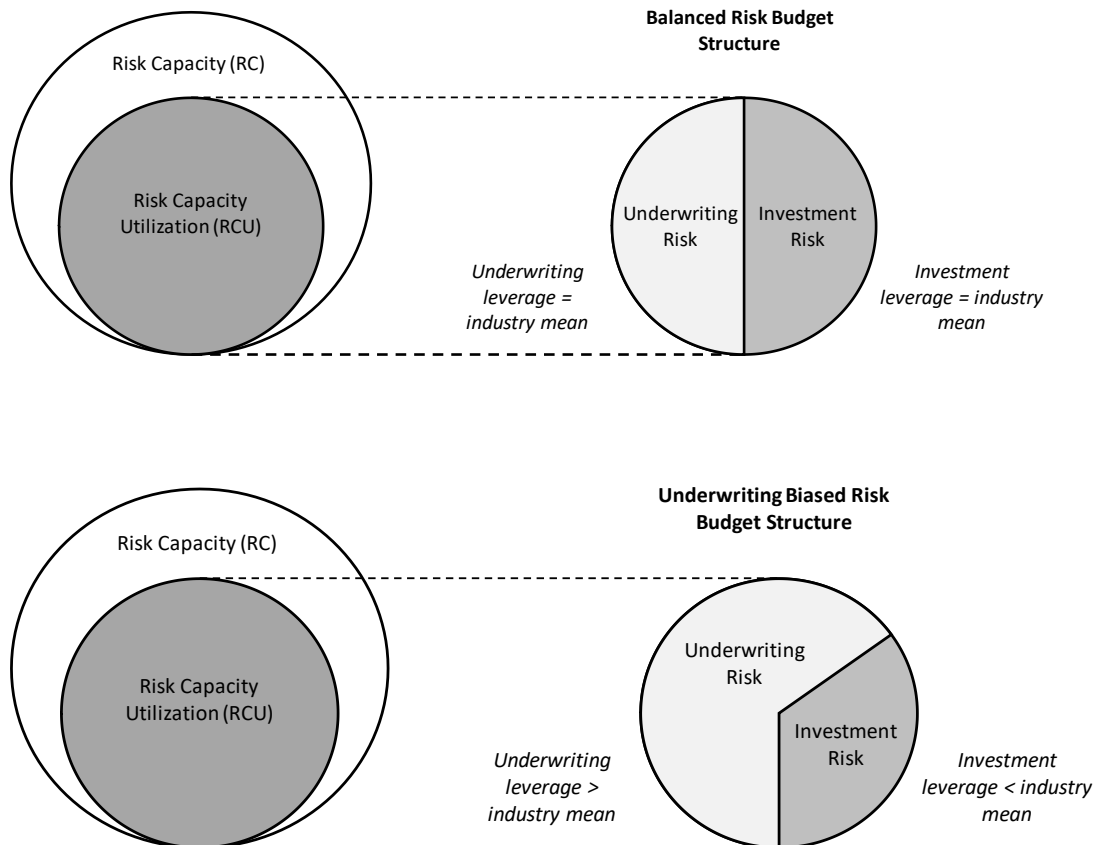 Balanced Risk Budget
Structure
Risk Capacity (RC)
Risk Capacity
Utilization (RCU)
Underwriting
Risk
Investment
Risk
Underwriting
leverage =
industry mean
Investment
leverage = industry
mean
Underwriting Biased Risk
Budget Structure
Risk Capacity (RC)
Risk Capacity
Utilization (RCU)
Underwriting
Risk
Investment
Risk
Underwriting
leverage >
industry mean
Investment
leverage < industry
mean